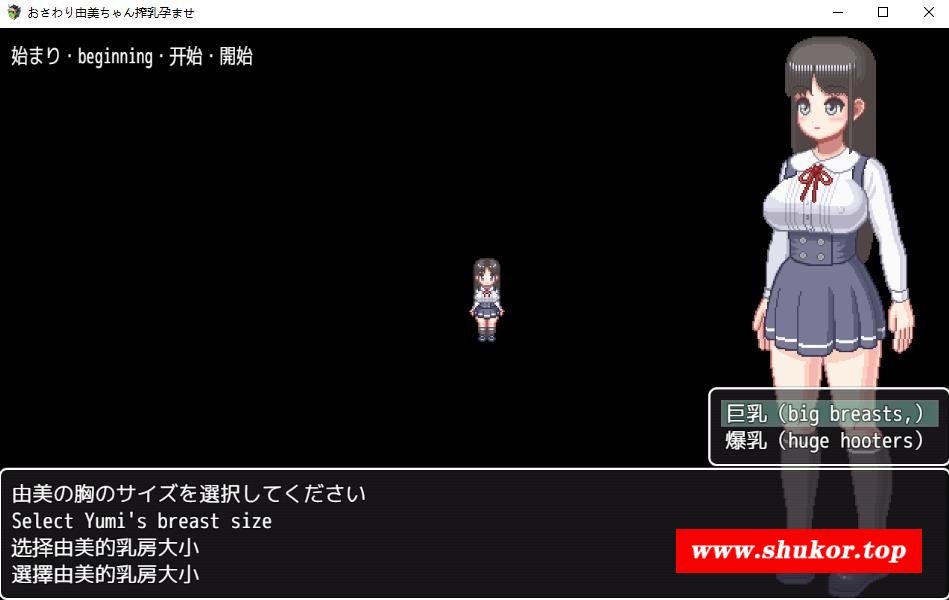 おさわり由美ちゃん搾乳孕ませ
始まり・beginning・开始・開始
巨乳（big breasts,）
爆乳（huge hooters）
由美の胸のサイズを選択してください
Select Yumi's breast size
选择由美的乳房大小
選擇由美的乳房大小
www.shukor.top